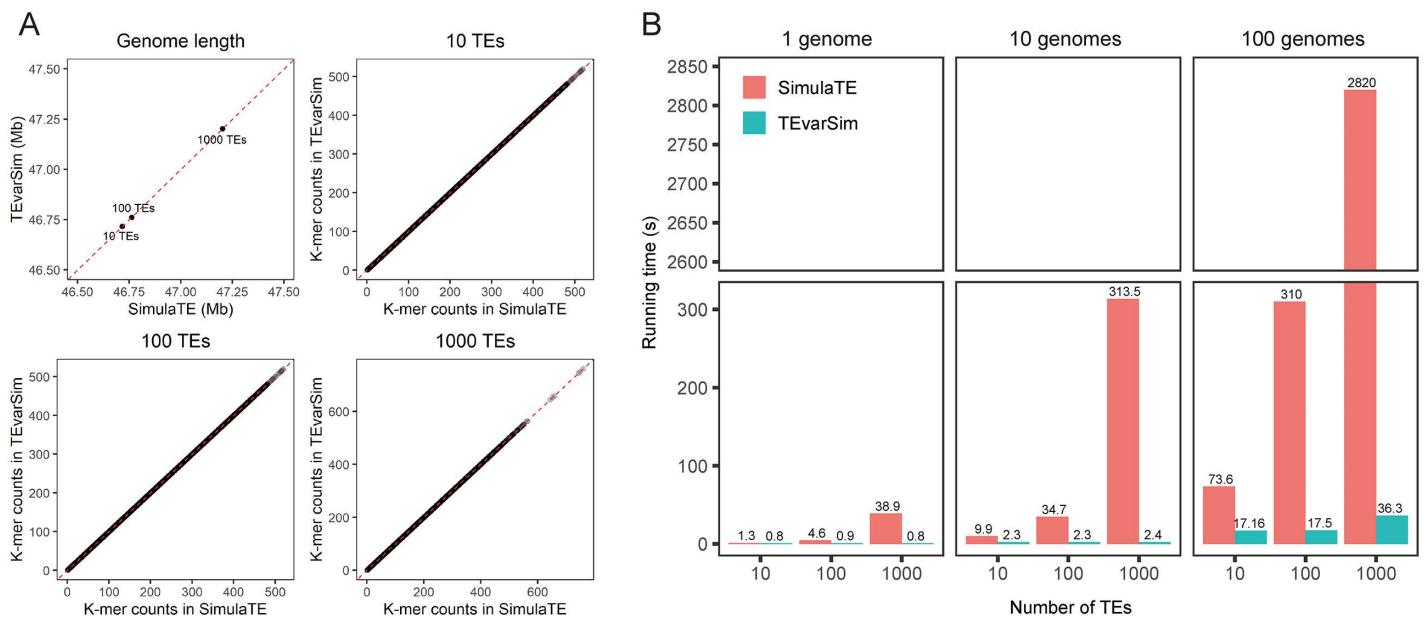 A
Genome length
47.50
47.25
47.00
46.75
46.50
1000 TEs
100 TEs
10 TEs
46.50 46.75 47.00 47.25 47.50
SimulaTE (Mb)
TEvarSim (Mb)
10 TEs
500
400
300
200
100
0
0 100 200 300 400 500
K-mer counts in SimulaTE
K-mer counts in TEvarSim
100 TEs
500
400
300
200
100
0
0 100 200 300 400 500
K-mer counts in SimulaTE
K-mer counts in TEvarSim
1000 TEs
600
400
200
0
0 200 400 600
K-mer counts in SimulaTE
K-mer counts in TEvarSim
B
1 genome 10 genomes 100 genomes
SimulaTE
TEvarSim
2850
2800
2750
2700
2650
2600
300
200
100
0
Running time (s)
1.3 0.8 4.6 0.9 38.9 0.8
9.9 2.3 34.7 2.3 313.5 2.4
73.6 17.16 310 17.5 2820 36.3
10 100 1000 10 100 1000 10 100 1000
Number of TEs